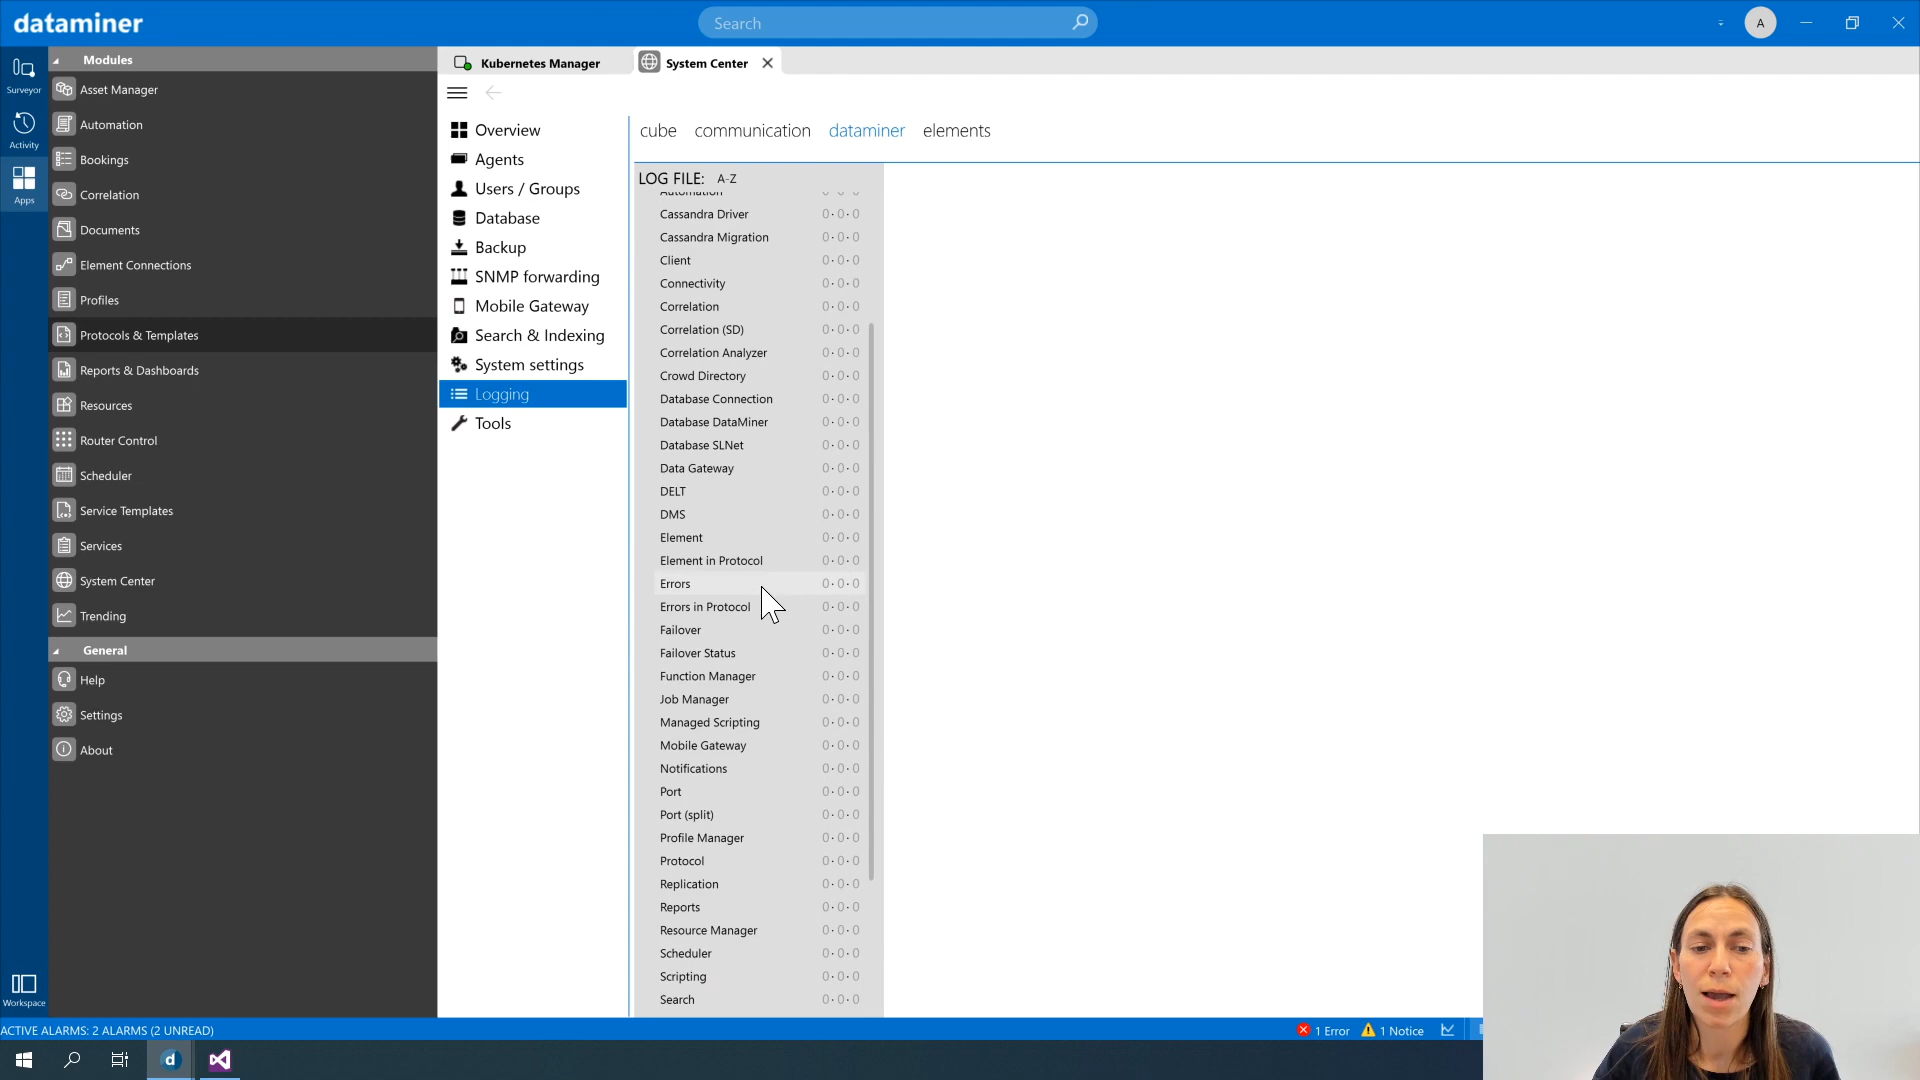 dataminer
Search
A
Surveyor
Activity
Apps
Workspace
Modules
Asset Manager
Automation
Bookings
Correlation
Documents
Element Connections
Profiles
Protocols & Templates
Reports & Dashboards
Resources
Router Control
Scheduler
Service Templates
Services
System Center
Trending
General
Help
Settings
About
Kubernetes Manager
System Center
Overview
Agents
Users / Groups
Database
Backup
SNMP forwarding
Mobile Gateway
Search & Indexing
System settings
Logging
Tools
cube communication dataminer elements
LOG FILE: A-Z
Automation 0·0·0
Cassandra Driver 0·0·0
Cassandra Migration 0·0·0
Client 0·0·0
Connectivity 0·0·0
Correlation 0·0·0
Correlation (SD) 0·0·0
Correlation Analyzer 0·0·0
Crowd Directory 0·0·0
Database Connection 0·0·0
Database DataMiner 0·0·0
Database SLNet 0·0·0
Data Gateway 0·0·0
DELT 0·0·0
DMS 0·0·0
Element 0·0·0
Element in Protocol 0·0·0
Errors 0·0·0
Errors in Protocol 0·0·0
Failover 0·0·0
Failover Status 0·0·0
Function Manager 0·0·0
Job Manager 0·0·0
Managed Scripting 0·0·0
Mobile Gateway 0·0·0
Notifications 0·0·0
Port 0·0·0
Port (split) 0·0·0
Profile Manager 0·0·0
Protocol 0·0·0
Replication 0·0·0
Reports 0·0·0
Resource Manager 0·0·0
Scheduler 0·0·0
Scripting 0·0·0
Search 0·0·0
ACTIVE ALARMS: 2 ALARMS (2 UNREAD)
1 Error 1 Notice
d